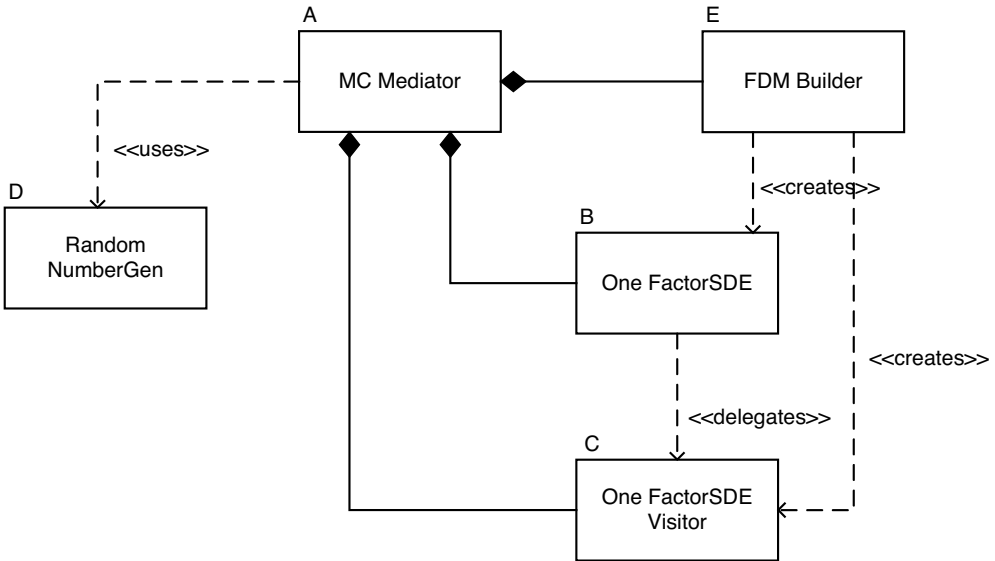 A
E
MC Mediator
FDM Builder
<<uses>>
D
<<creates>>
B
Random
NumberGen
One FactorSDE
<<creates>>
<<delegates>>
C
One FactorSDE
Visitor